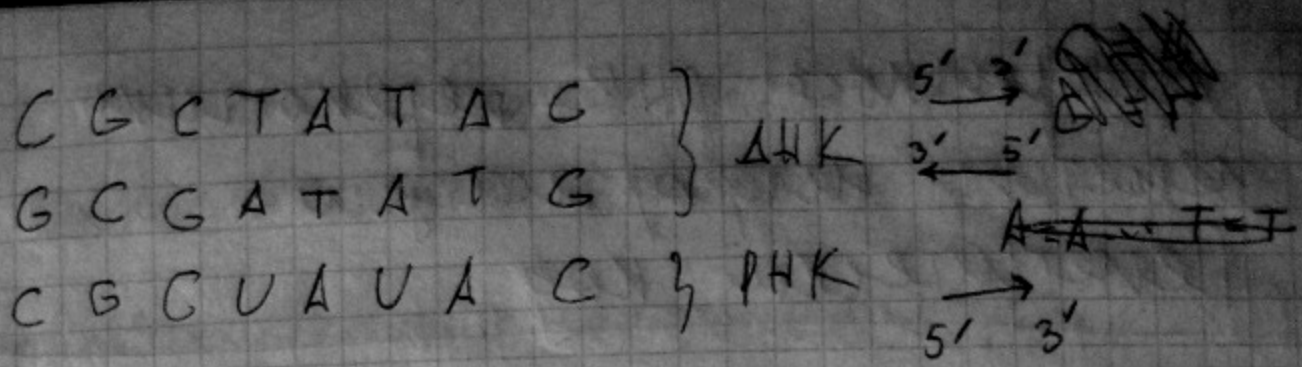 C G C T A T A C } ДНК 5' 3'
G C G A T A T G 3' 5'
A=A ... T=T
C G C U A U A C } РНК 5' 3'